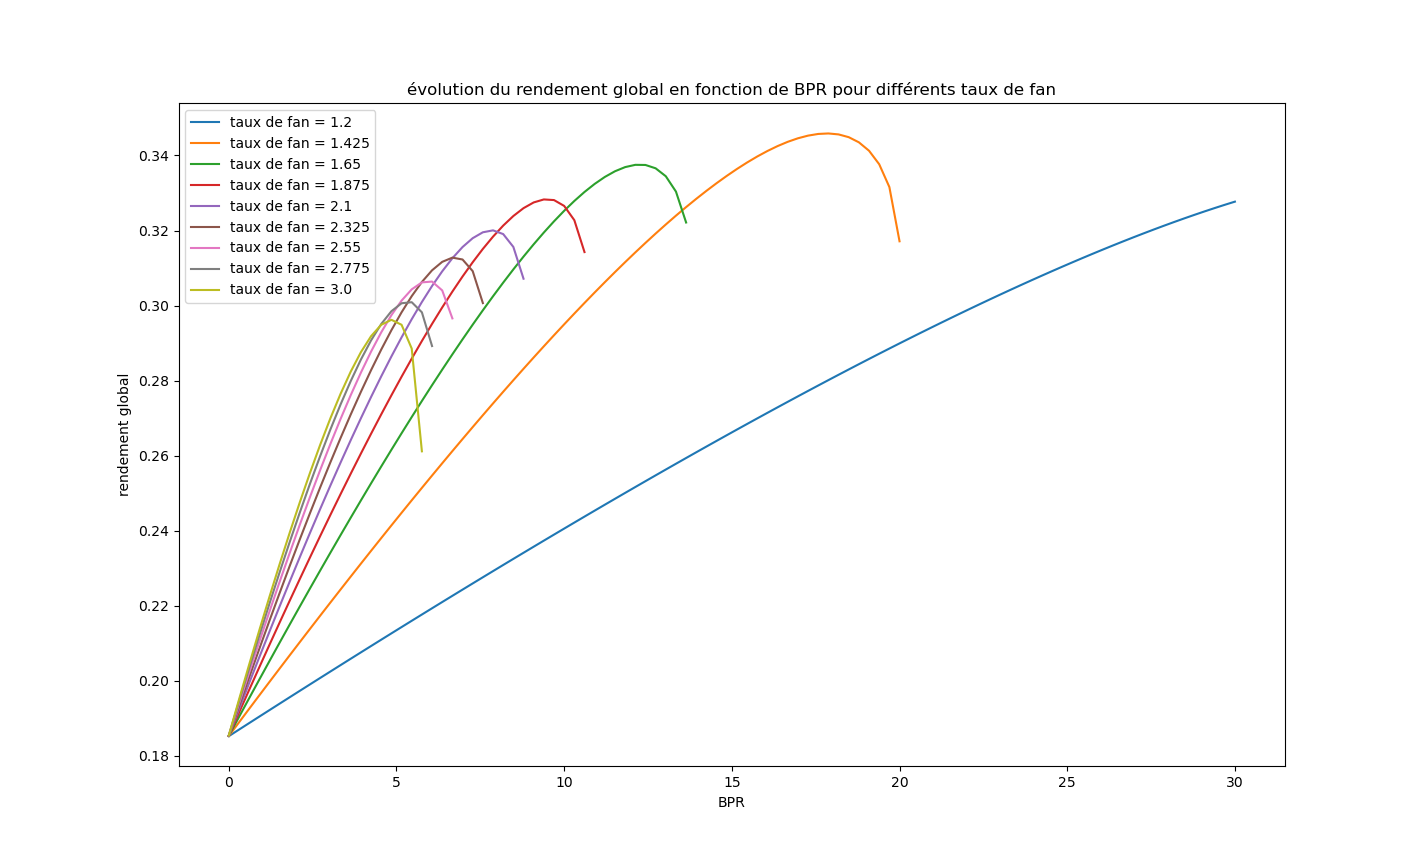 évolution du rendement global en fonction de BPR pour différents taux de fan
taux de fan = 1.2
taux de fan = 1.425
taux de fan = 1.65
taux de fan = 1.875
taux de fan = 2.1
taux de fan = 2.325
taux de fan = 2.55
taux de fan = 2.775
taux de fan = 3.0
0.34
0.32
0.30
0.28
0.26
0.24
0.22
0.20
0.18
rendement global
0 5 10 15 20 25 30
BPR